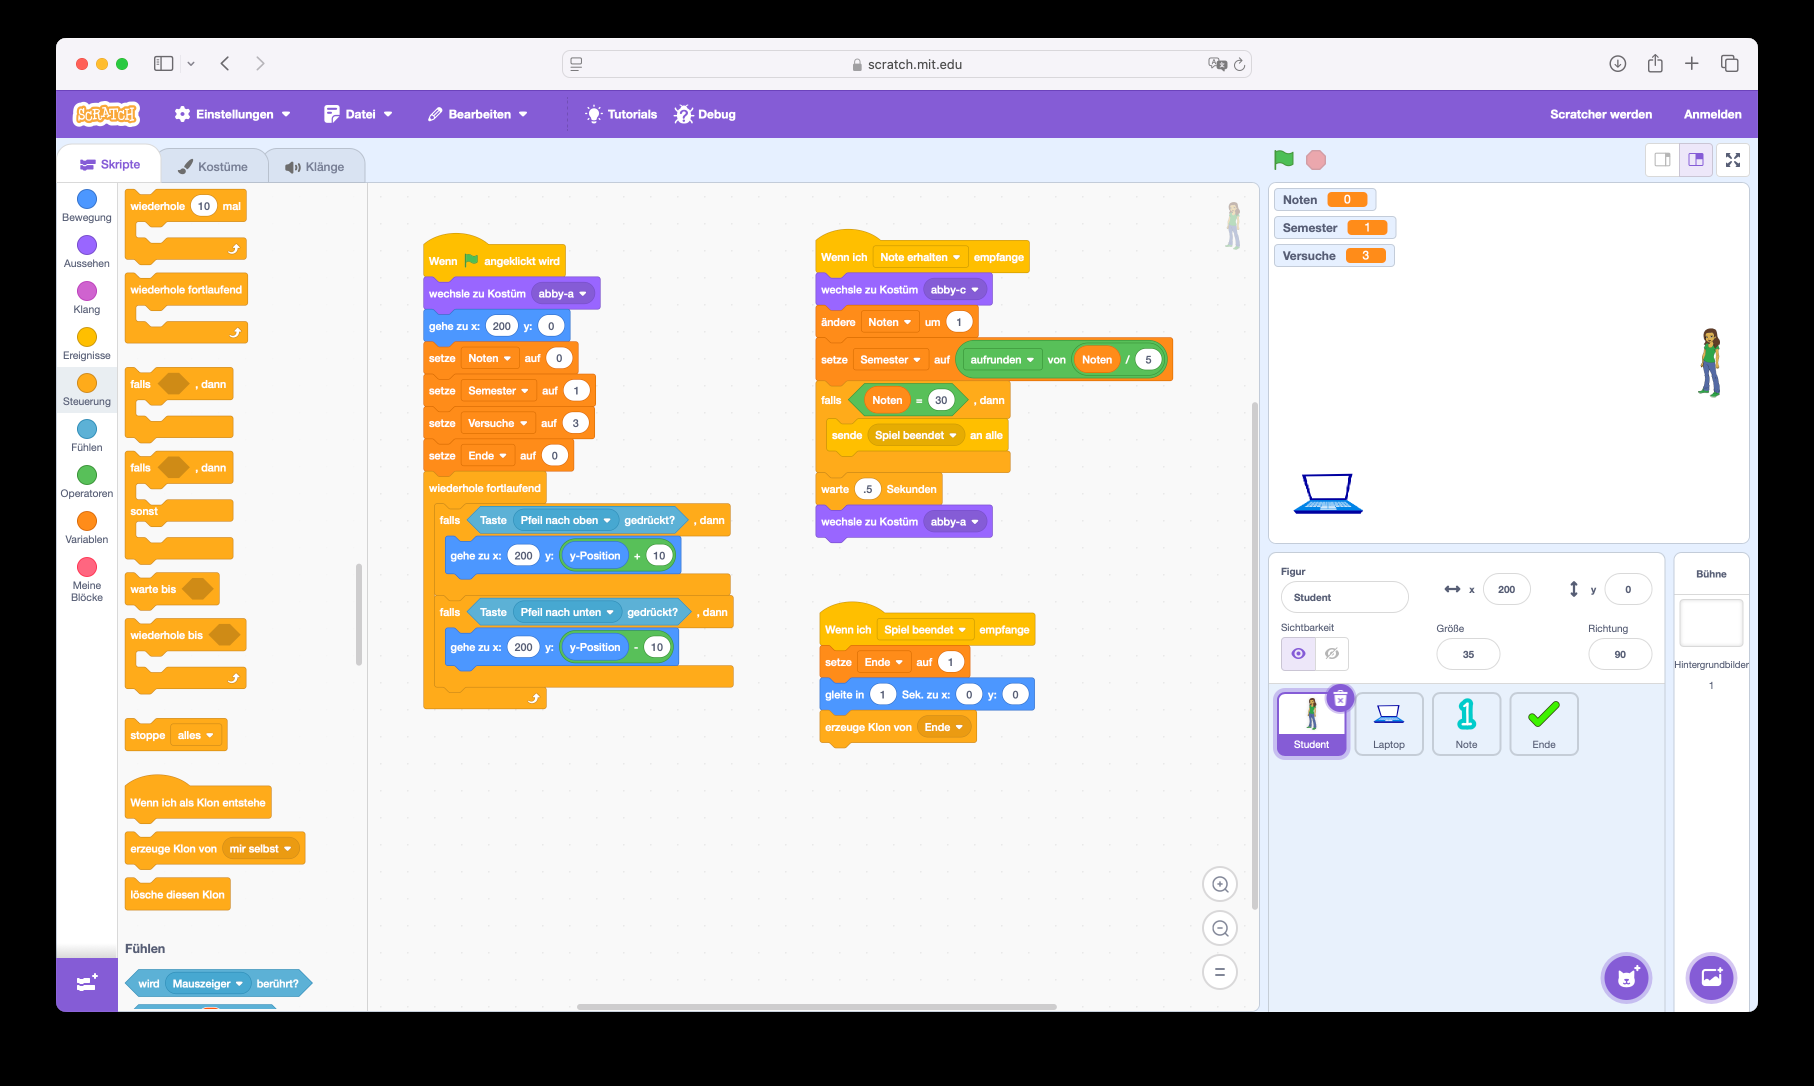 scratch.mit.edu
SCRATCH
Einstellungen
Datei
Bearbeiten
Tutorials
Debug
Scratcher werden
Anmelden
Skripte
Kostüme
Klänge
Bewegung
Aussehen
Klang
Ereignisse
Steuerung
Fühlen
Operatoren
Variablen
Meine
Blöcke
wiederhole 10 mal
wiederhole fortlaufend
falls , dann
falls , dann
sonst
warte bis
wiederhole bis
stoppe alles
Wenn ich als Klon entstehe
erzeuge Klon von mir selbst
lösche diesen Klon
Fühlen
wird Mauszeiger berührt?
Wenn angeklickt wird
wechsle zu Kostüm abby-a
gehe zu x: 200 y: 0
setze Noten auf 0
setze Semester auf 1
setze Versuche auf 3
setze Ende auf 0
wiederhole fortlaufend
falls Taste Pfeil nach oben gedrückt? , dann
gehe zu x: 200 y: y-Position + 10
falls Taste Pfeil nach unten gedrückt? , dann
gehe zu x: 200 y: y-Position - 10
Wenn ich Note erhalten empfange
wechsle zu Kostüm abby-c
ändere Noten um 1
setze Semester auf aufrunden von Noten / 5
falls Noten = 30 , dann
sende Spiel beendet an alle
warte .5 Sekunden
wechsle zu Kostüm abby-a
Wenn ich Spiel beendet empfange
setze Ende auf 1
gleite in 1 Sek. zu x: 0 y: 0
erzeuge Klon von Ende
Noten 0
Semester 1
Versuche 3
Figur
Student
x 200
y 0
Sichtbarkeit
Größe
35
Richtung
90
Student
Laptop
1
Note
Ende
Bühne
Hintergrundbilder
1